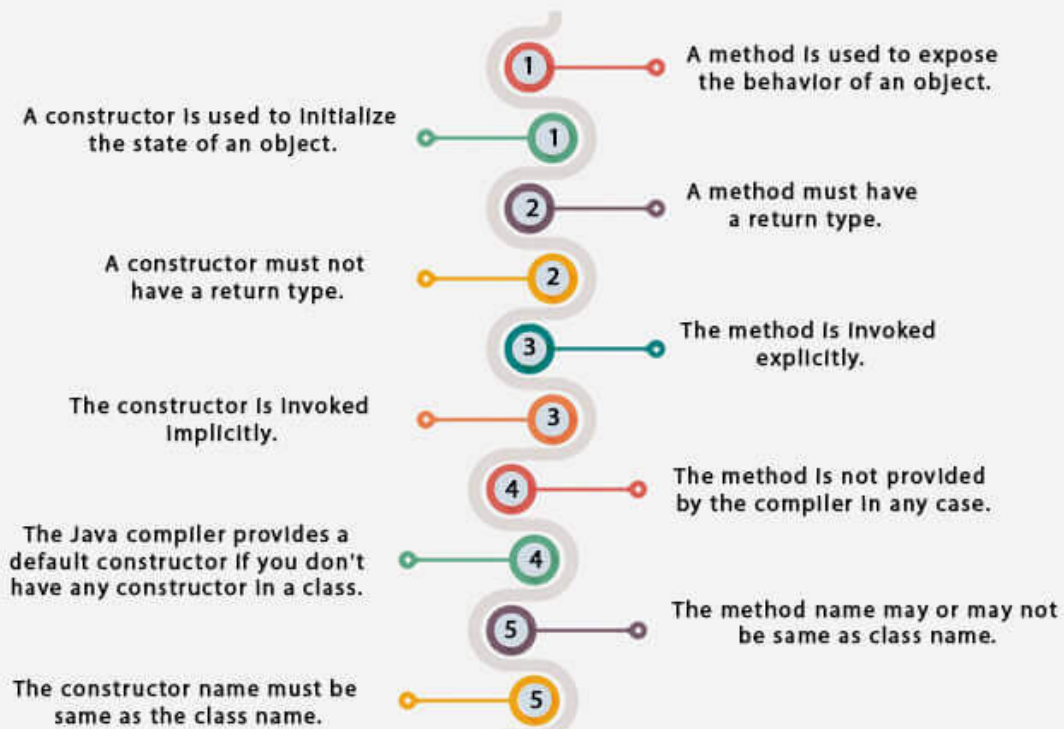 1
A method is used to expose
the behavior of an object.
A constructor is used to initialize
the state of an object.
1
2
A method must have
a return type.
A constructor must not
have a return type.
2
3
The method is invoked
explicitly.
The constructor is invoked
implicitly.
3
4
The method is not provided
by the compiler in any case.
The Java compiler provides a
default constructor if you don't
have any constructor in a class.
4
5
The method name may or may not
be same as class name.
The constructor name must be
same as the class name.
5